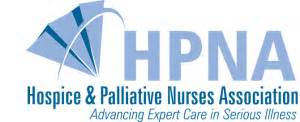 HPNA
Hospice & Palliative Nurses Association
Advancing Expert Care in Serious Illness